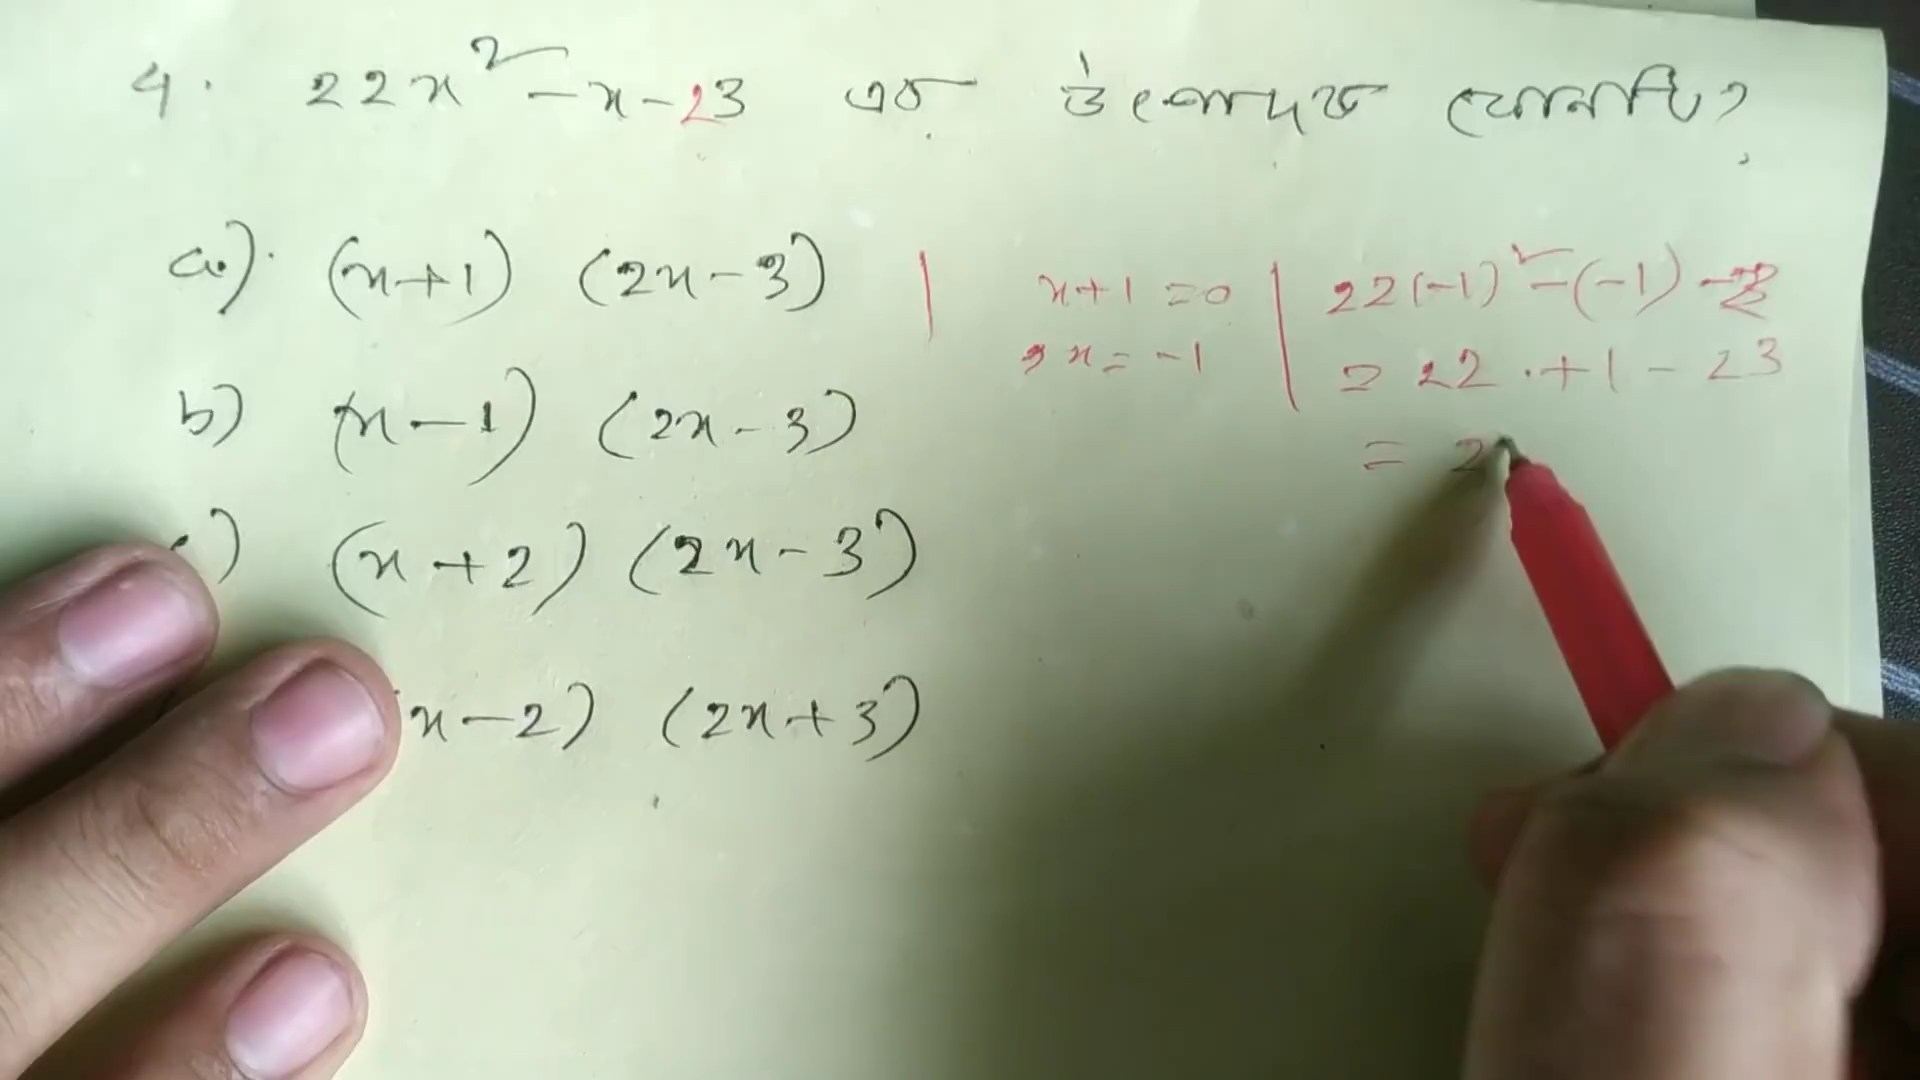 4. 22x² - x - 23 এর উৎপাদক কোনটি?
a). (x+1) (2x-3)
b) (x-1) (2x-3)
) (x+2) (2x-3)
x-2) (2x+3)
x+1 = 0
x = -1
22(-1)² - (-1) -
= 22 . +1 - 23
= 2